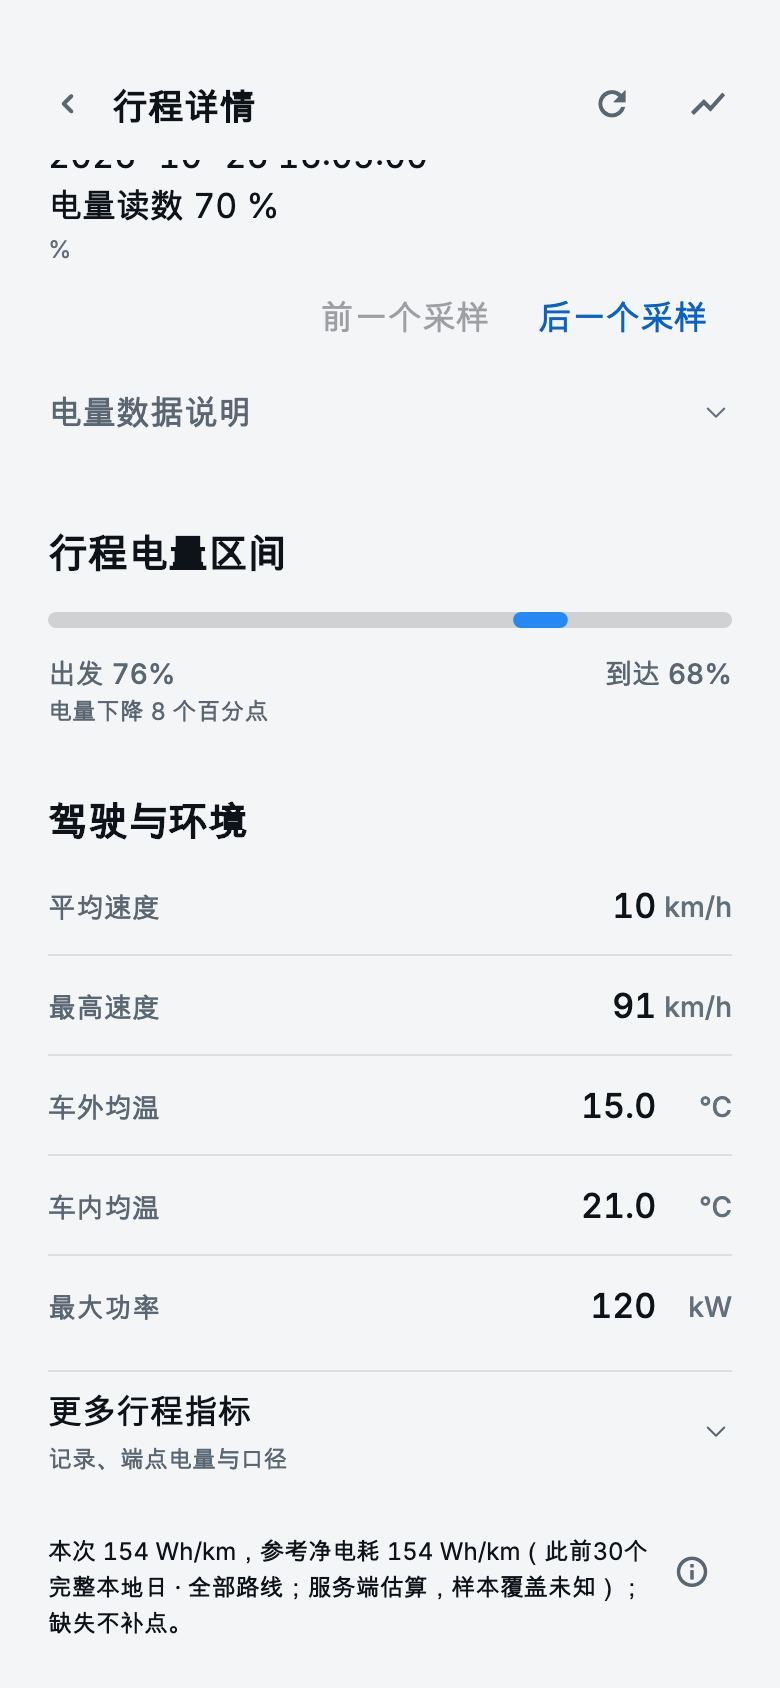 行程详情
电量读数 70 %
%
前一个采样 后一个采样
电量数据说明
行程电量区间
出发 76% 到达 68%
电量下降 8 个百分点
驾驶与环境
平均速度 10 km/h
最高速度 91 km/h
车外均温 15.0 °C
车内均温 21.0 °C
最大功率 120 kW
更多行程指标
记录、端点电量与口径
本次 154 Wh/km，参考净电耗 154 Wh/km（此前30个
完整本地日 · 全部路线；服务端估算，样本覆盖未知）；
缺失不补点。